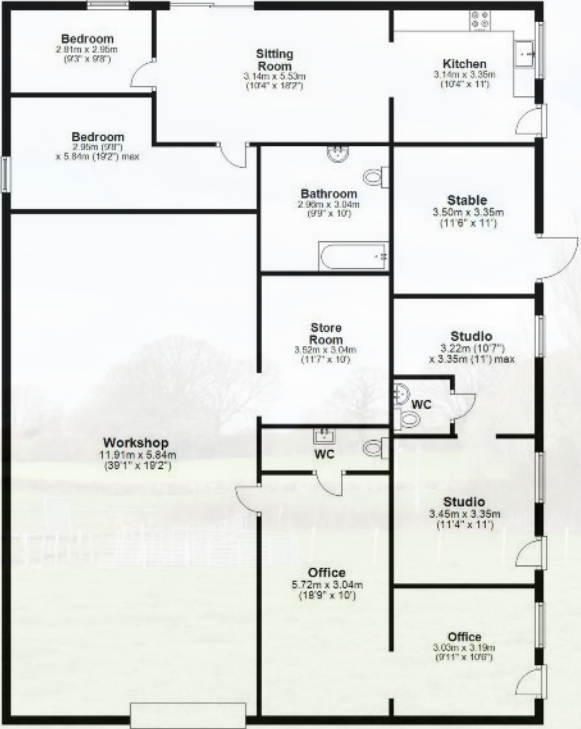 Bedroom
2.81m x 2.95m
(9'3" x 9'8")
Sitting
Room
3.14m x 5.53m
(10'4" x 18'2")
Kitchen
3.14m x 3.35m
(10'4" x 11')
Bedroom
2.95m (9'8")
x 5.84m (19'2") max
Bathroom
2.96m x 3.04m
(9'9" x 10')
Stable
3.50m x 3.35m
(11'6" x 11')
Store
Room
3.52m x 3.04m
(11'7" x 10')
Studio
3.22m (10'7")
x 3.35m (11') max
WC
Workshop
11.91m x 5.84m
(39'1" x 19'2")
WC
Studio
3.45m x 3.35m
(11'4" x 11')
Office
5.72m x 3.04m
(18'9" x 10')
Office
3.03m x 3.19m
(9'11" x 10'6")